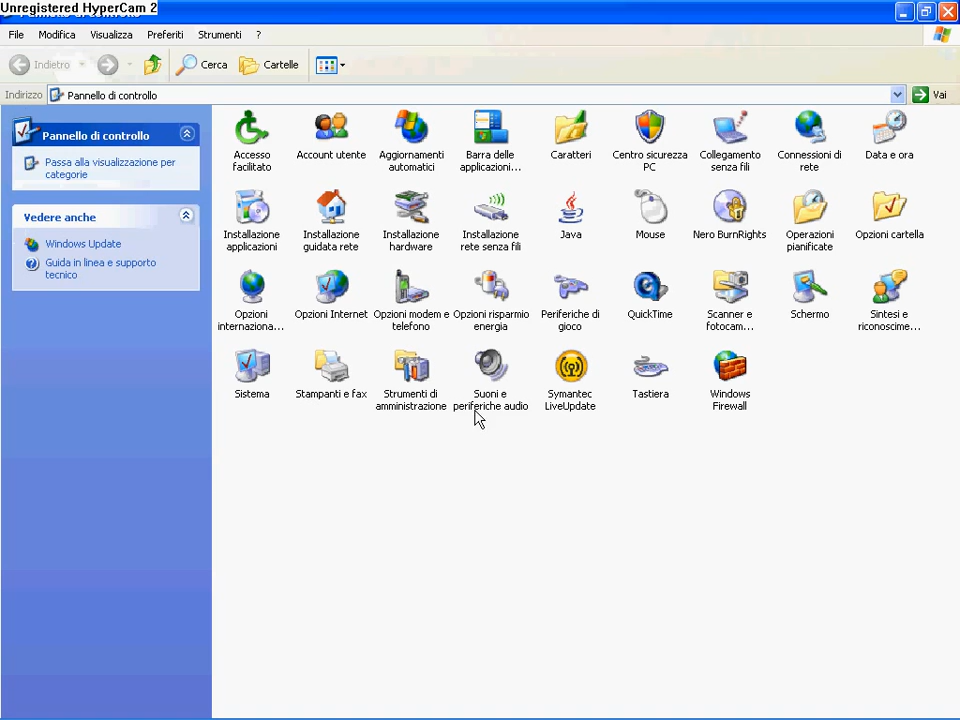 Unregistered HyperCam 2
File Modifica Visualizza Preferiti Strumenti ?
Indietro Cerca Cartelle
Indirizzo Pannello di controllo Vai
Pannello di controllo
Passa alla visualizzazione per
categorie
Vedere anche
Windows Update
Guida in linea e supporto
tecnico
Accesso
facilitato
Account utente
Aggiornamenti
automatici
Barra delle
applicazioni...
Caratteri
Centro sicurezza
PC
Collegamento
senza fili
Connessioni di
rete
Data e ora
Installazione
applicazioni
Installazione
guidata rete
Installazione
hardware
Installazione
rete senza fili
Java
Mouse
Nero BurnRights
Operazioni
pianificate
Opzioni cartella
Opzioni
internaziona...
Opzioni Internet
Opzioni modem e
telefono
Opzioni risparmio
energia
Periferiche di
gioco
QuickTime
Scanner e
fotocam...
Schermo
Sintesi e
riconoscime...
Sistema
Stampanti e fax
Strumenti di
amministrazione
Suoni e
periferiche audio
Symantec
LiveUpdate
Tastiera
Windows
Firewall